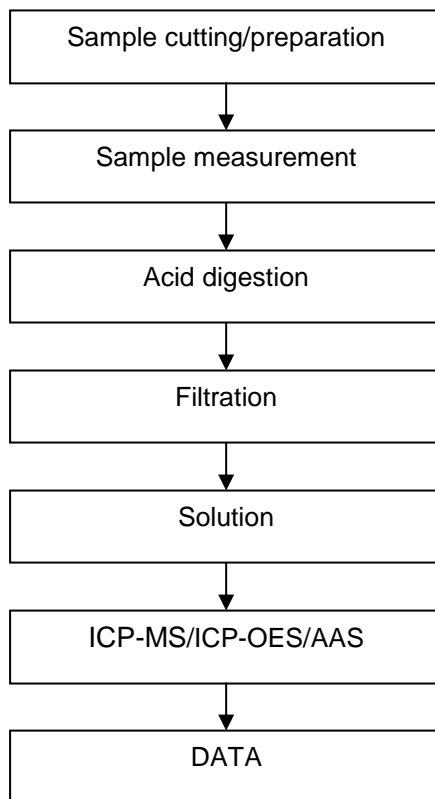 Sample cutting/preparation
Sample measurement
Acid digestion
Filtration
Solution
ICP-MS/ICP-OES/AAS
DATA